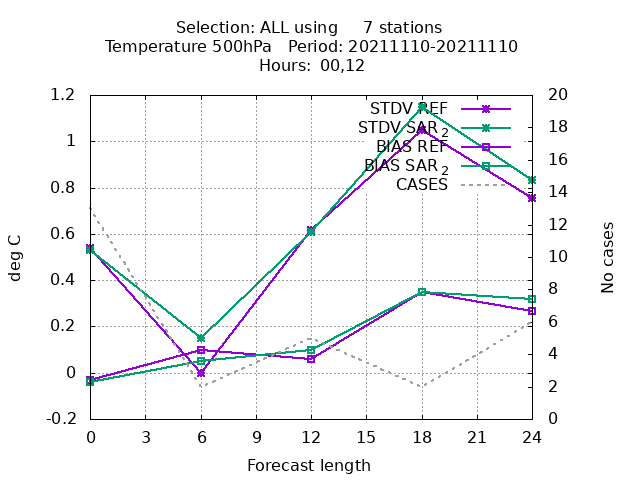 Selection: ALL using     7 stations
Temperature 500hPa   Period: 20211110-20211110
Hours: 00,12
1.2
1
0.8
0.6
0.4
0.2
0
-0.2
deg C
STDV REF
STDV SAR2
BIAS REF
BIAS SAR2
CASES
20
18
16
14
12
10
8
6
4
2
0
No cases
0 3 6 9 12 15 18 21 24
Forecast length